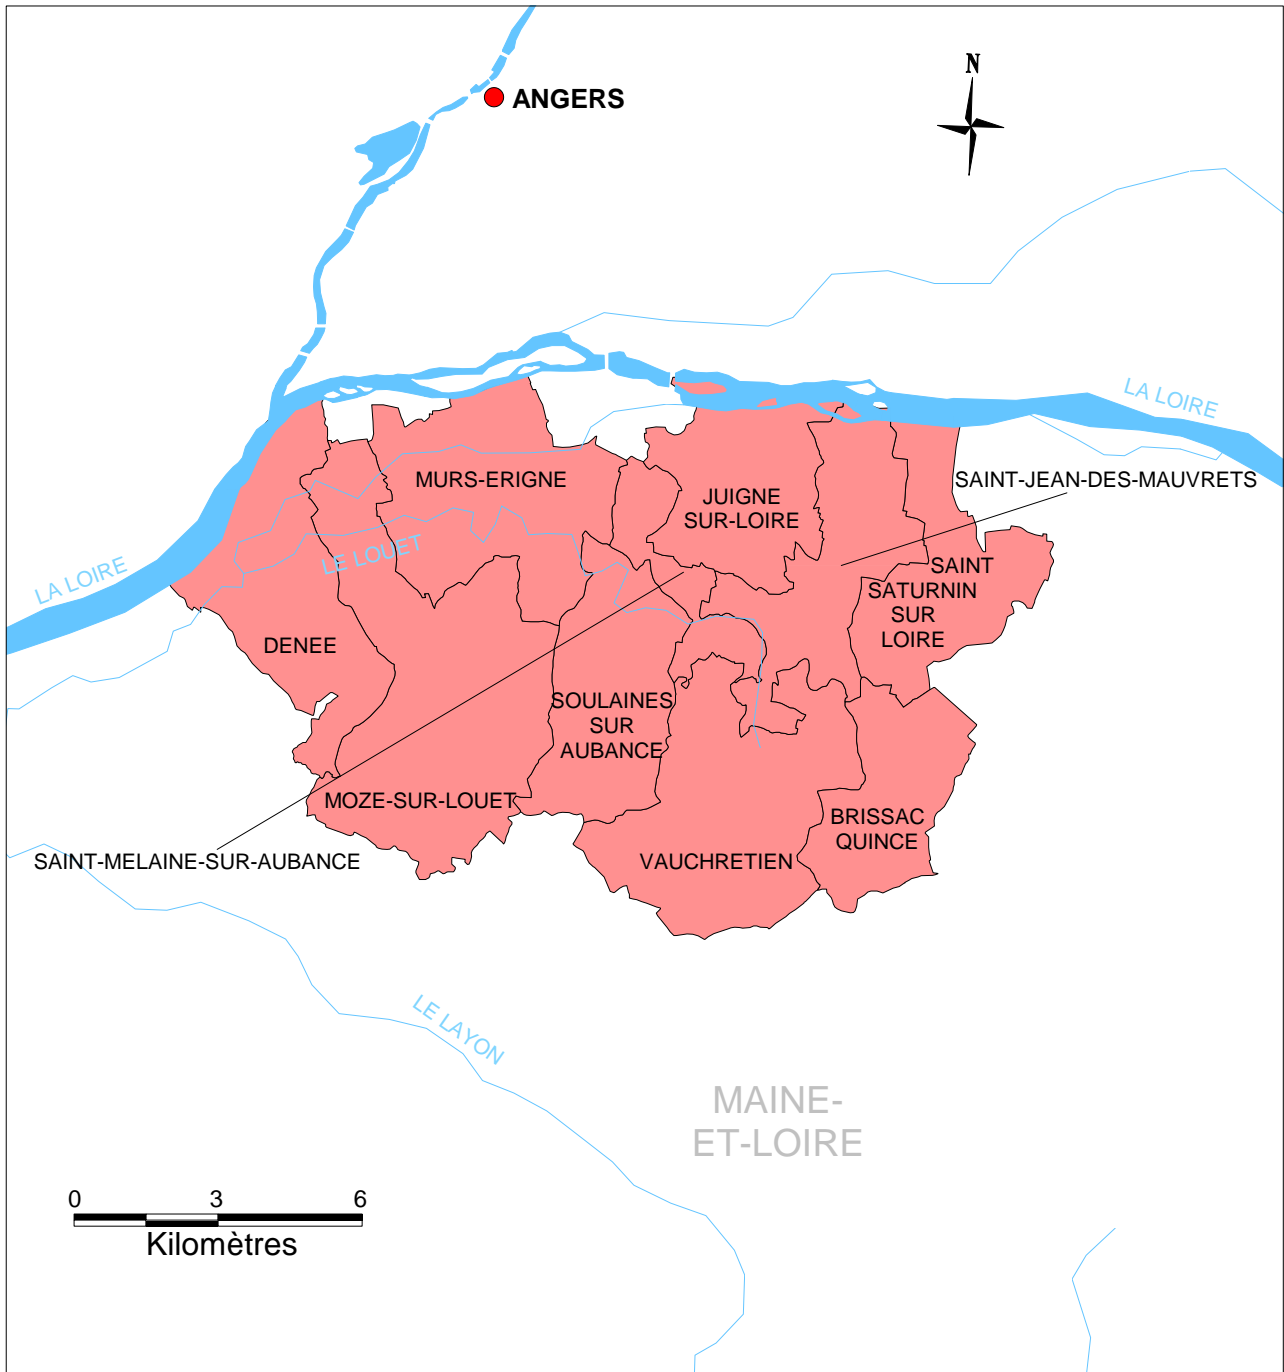 N
ANGERS
LA LOIRE
SAINT-JEAN-DES-MAUVRETS
MURS-ERIGNE
JUIGNE
SUR-LOIRE
LE LOUET
LA LOIRE
SAINT
SATURNIN
SUR
LOIRE
DENEE
SOULAINES
SUR
AUBANCE
MOZE-SUR-LOUET
BRISSAC
QUINCE
SAINT-MELAINE-SUR-AUBANCE
VAUCHRETIEN
LE LAYON
MAINE-
ET-LOIRE
0 3 6
Kilomètres